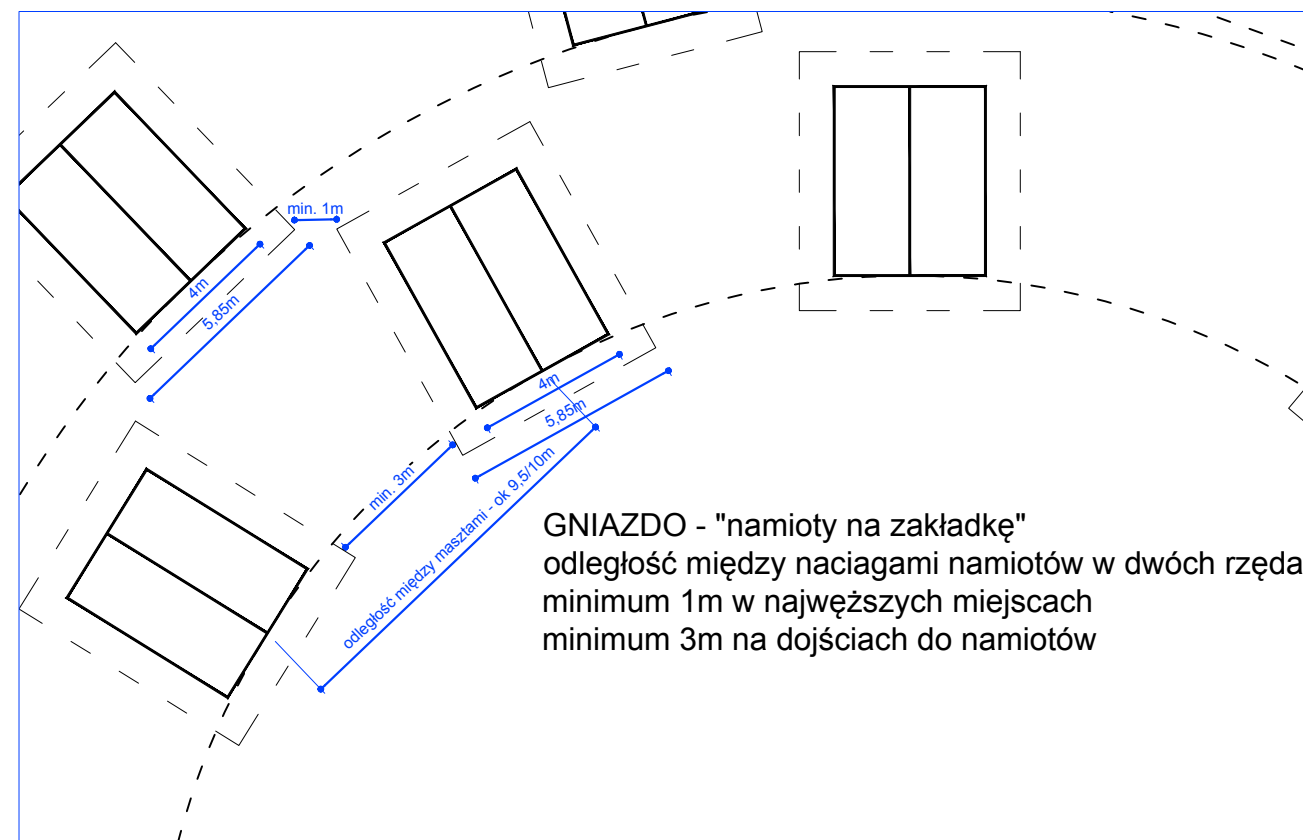 min. 1m
4m
5,85m
4m
5,85m
min. 3m
odległość między masztami - ok 9,5/10m
GNIAZDO - "namioty na zakładkę"
odległość między naciagami namiotów w dwóch rzęda
minimum 1m w najwęższych miejscach
minimum 3m na dojściach do namiotów